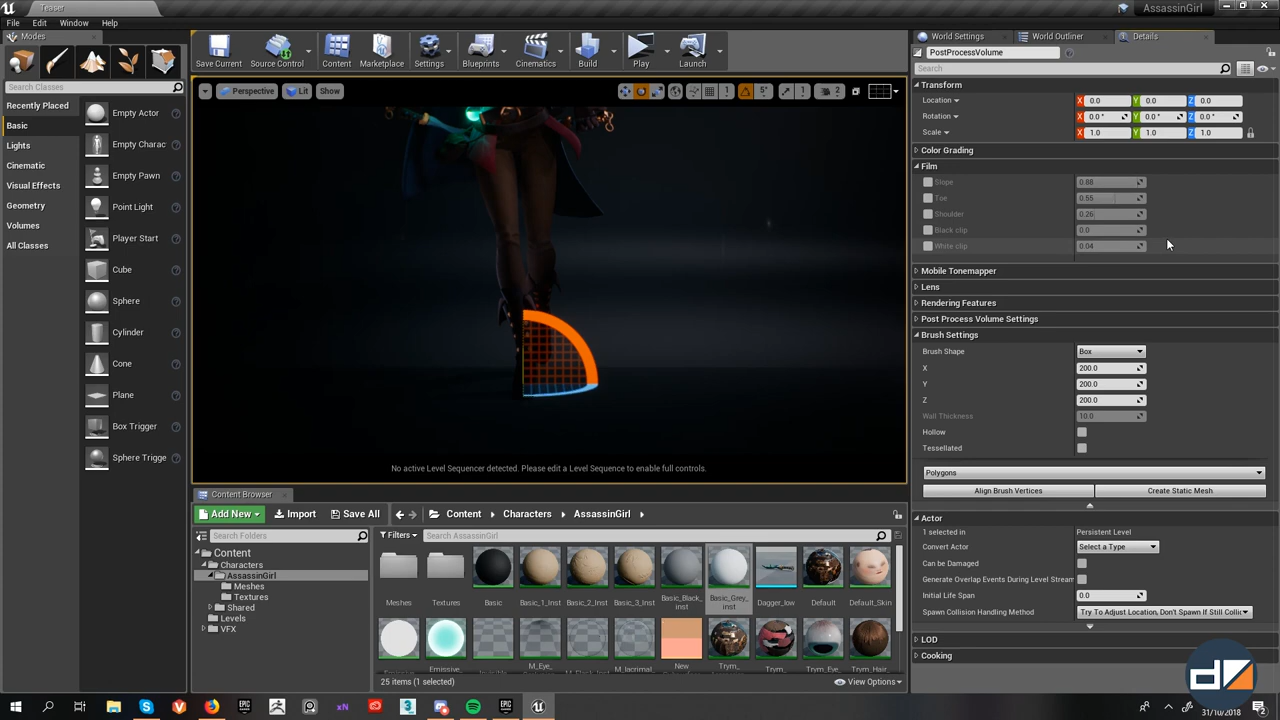 Teaser
AssassinGirl
File Edit Window Help
Modes
Search Classes
Recently Placed
Basic
Lights
Cinematic
Visual Effects
Geometry
Volumes
All Classes
Empty Actor
Empty Charac
Empty Pawn
Point Light
Player Start
Cube
Sphere
Cylinder
Cone
Plane
Box Trigger
Sphere Trigge
Save Current Source Control Content Marketplace Settings Blueprints Cinematics Build Play Launch
Perspective Lit Show 1 5° 1 2
No active Level Sequencer detected. Please edit a Level Sequence to enable full controls.
Content Browser
Add New Import Save All Content Characters AssassinGirl
Search Folders
Filters Search AssassinGirl
Content
Characters
AssassinGirl
Meshes
Textures
Shared
Levels
VFX
Meshes Textures Basic Basic_1_Inst Basic_2_Inst Basic_3_Inst Basic_Black_inst Basic_Grey_inst Dagger_low Default Default_Skin
New
25 items (1 selected) View Options
World Settings World Outliner Details
PostProcessVolume
Search
Transform
Location X 0.0 Y 0.0 Z 0.0
Rotation X 0.0 ° Y 0.0 ° Z 0.0 °
Scale X 1.0 Y 1.0 Z 1.0
Color Grading
Film
Slope 0.88
Toe 0.55
Shoulder 0.26
Black clip 0.0
White clip 0.04
Mobile Tonemapper
Lens
Rendering Features
Post Process Volume Settings
Brush Settings
Brush Shape Box
X 200.0
Y 200.0
Z 200.0
Wall Thickness 10.0
Hollow
Tessellated
Polygons
Align Brush Vertices Create Static Mesh
Actor
1 selected in Persistent Level
Convert Actor Select a Type
Can be Damaged
Generate Overlap Events During Level Stream
Initial Life Span 0.0
Spawn Collision Handling Method Try To Adjust Location, Don't Spawn If Still Collic
LOD
Cooking
31/10/2018